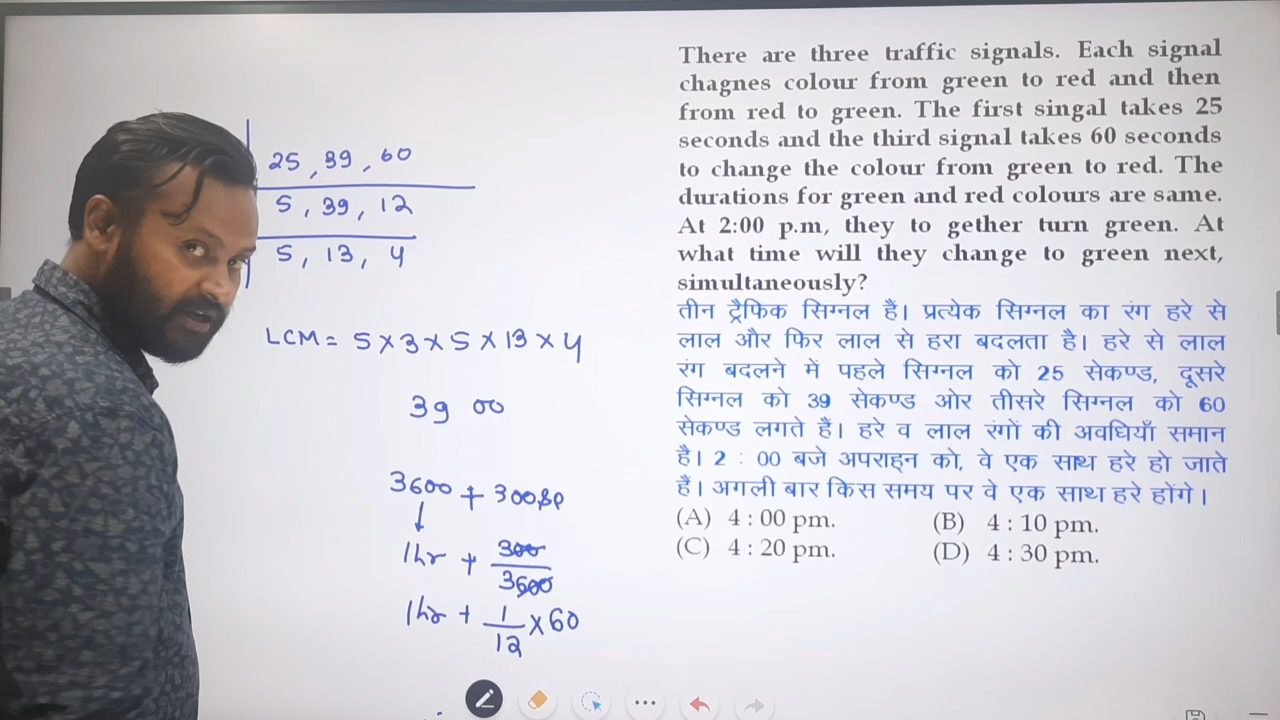 25, 39, 60
5, 39, 12
5, 13, 4
LCM = 5×3×5×13×4
39 00
3600 + 300
1hr + 300/3600
1hr + 1/12 × 60
There are three traffic signals. Each signal
chagnes colour from green to red and then
from red to green. The first singal takes 25
seconds and the third signal takes 60 seconds
to change the colour from green to red. The
durations for green and red colours are same.
At 2:00 p.m, they to gether turn green. At
what time will they change to green next,
simultaneously?
तीन ट्रैफिक सिग्नल हैं। प्रत्येक सिग्नल का रंग हरे से
लाल और फिर लाल से हरा बदलता है। हरे से लाल
रंग बदलने में पहले सिग्नल को 25 सेकण्ड, दूसरे
सिग्नल को 39 सेकण्ड ओर तीसरे सिग्नल को 60
सेकण्ड लगते हैं। हरे व लाल रंगों की अवधियाँ समान
है। 2 : 00 बजे अपराह्न को, वे एक साथ हरे हो जाते
हैं। अगली बार किस समय पर वे एक साथ हरे होंगे।
(A) 4 : 00 pm. (B) 4 : 10 pm.
(C) 4 : 20 pm. (D) 4 : 30 pm.